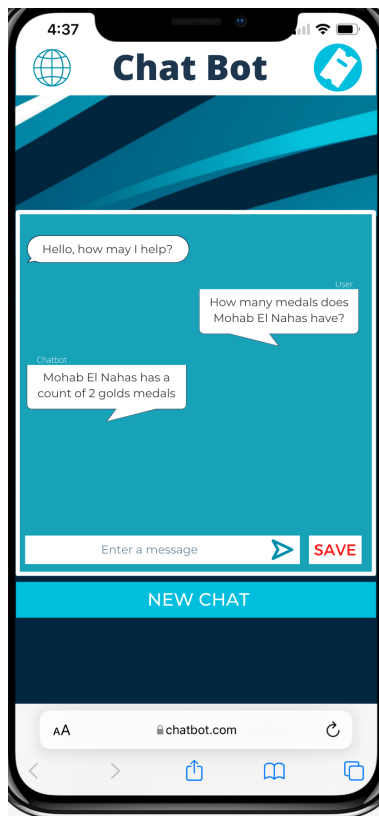 4:37
Chat Bot
Hello, how may I help?
User
How many medals does
Mohab El Nahas have?
Chatbot
Mohab El Nahas has a
count of 2 golds medals
Enter a message
SAVE
NEW CHAT
AA
chatbot.com